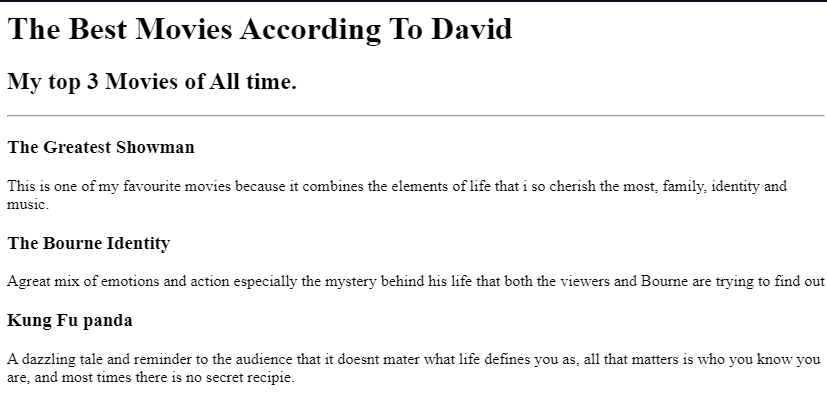 The Best Movies According To David
My top 3 Movies of All time.
The Greatest Showman
This is one of my favourite movies because it combines the elements of life that i so cherish the most, family, identity and
music.
The Bourne Identity
Agreat mix of emotions and action especially the mystery behind his life that both the viewers and Bourne are trying to find out
Kung Fu panda
A dazzling tale and reminder to the audience that it doesnt mater what life defines you as, all that matters is who you know you
are, and most times there is no secret recipie.